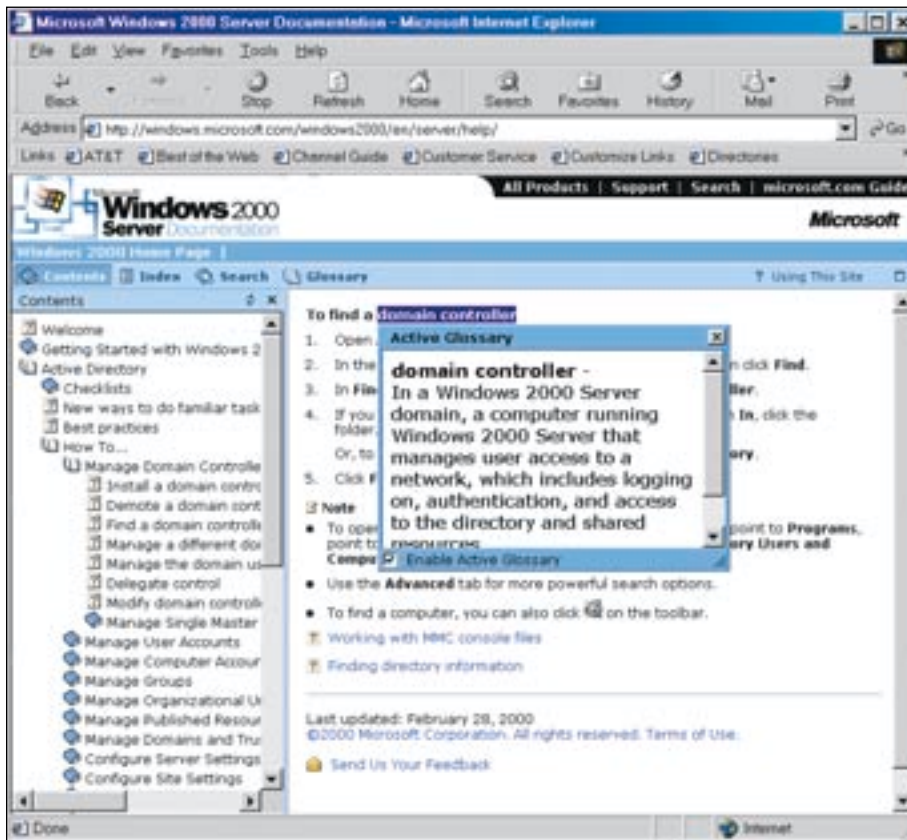 Microsoft Windows 2000 Server Documentation - Microsoft Internet Explorer
File Edit View Favorites Tools Help
Back Stop Refresh Home Search Favorites History Mail Print
Address http://windows.microsoft.com/windows2000/en/server/help/ Go
Links AT&T Best of the Web Channel Guide Customer Service Customize Links Directories
All Products | Support | Search | microsoft.com Guide
Microsoft
Windows 2000
Server Documentation
Microsoft
Windows 2000 Home Page |
Contents Index Search Glossary ? Using This Site
Contents
Welcome
Getting Started with Windows 2
Active Directory
Checklists
New ways to do familiar task
Best practices
How To...
Manage Domain Controlle
Install a domain contro
Demote a domain cont
Find a domain controlle
Manage a different dor
Manage the domain us
Delegate control
Modify domain controlle
Manage Single Master
Manage User Accounts
Manage Computer Accour
Manage Groups
Manage Organizational Un
Manage Published Resour
Manage Domains and Tru
Configure Server Settings
Configure Site Settings
To find a domain controller
1. Open
2. In the n click Find.
3. In Fin ller.
4. If you In, click the
folder.
Or, to ory.
5. Click F
Note
• To ope point to Programs,
point to ory Users and
Compu
• Use the Advanced tab for more powerful search options.
• To find a computer, you can also click on the toolbar.
Working with MMC console files
Finding directory information
Last updated: February 28, 2000
©2000 Microsoft Corporation. All rights reserved. Terms of Use.
Send Us Your Feedback
Active Glossary
domain controller -
In a Windows 2000 Server
domain, a computer running
Windows 2000 Server that
manages user access to a
network, which includes logging
on, authentication, and access
to the directory and shared
resources
Enable Active Glossary
Done Internet